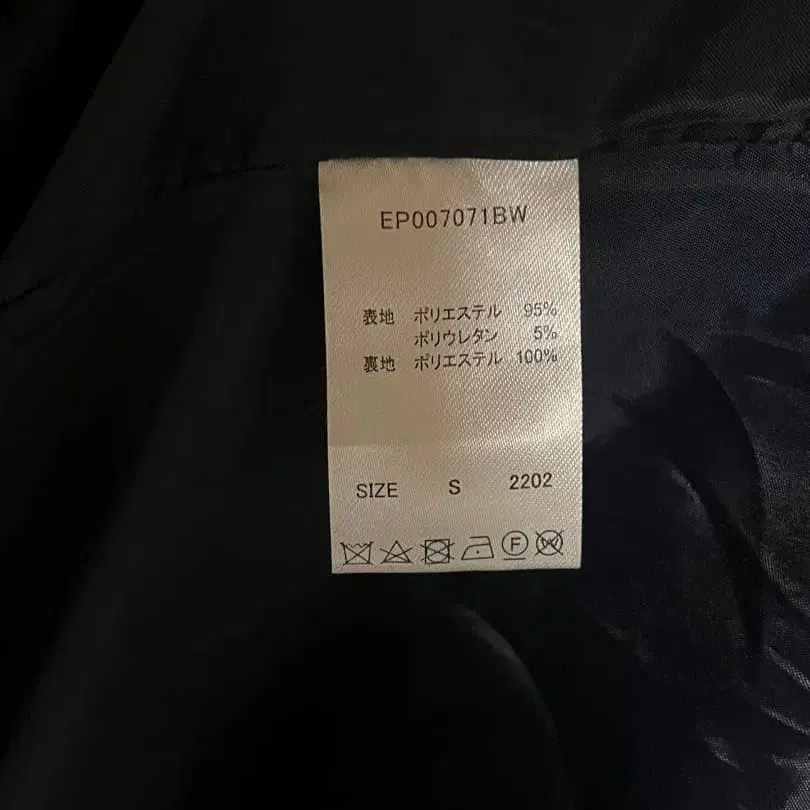 EP007071BW
表地 ポリエステル 95%
ポリウレタン 5%
裏地 ポリエステル 100%
SIZE S 2202
F W